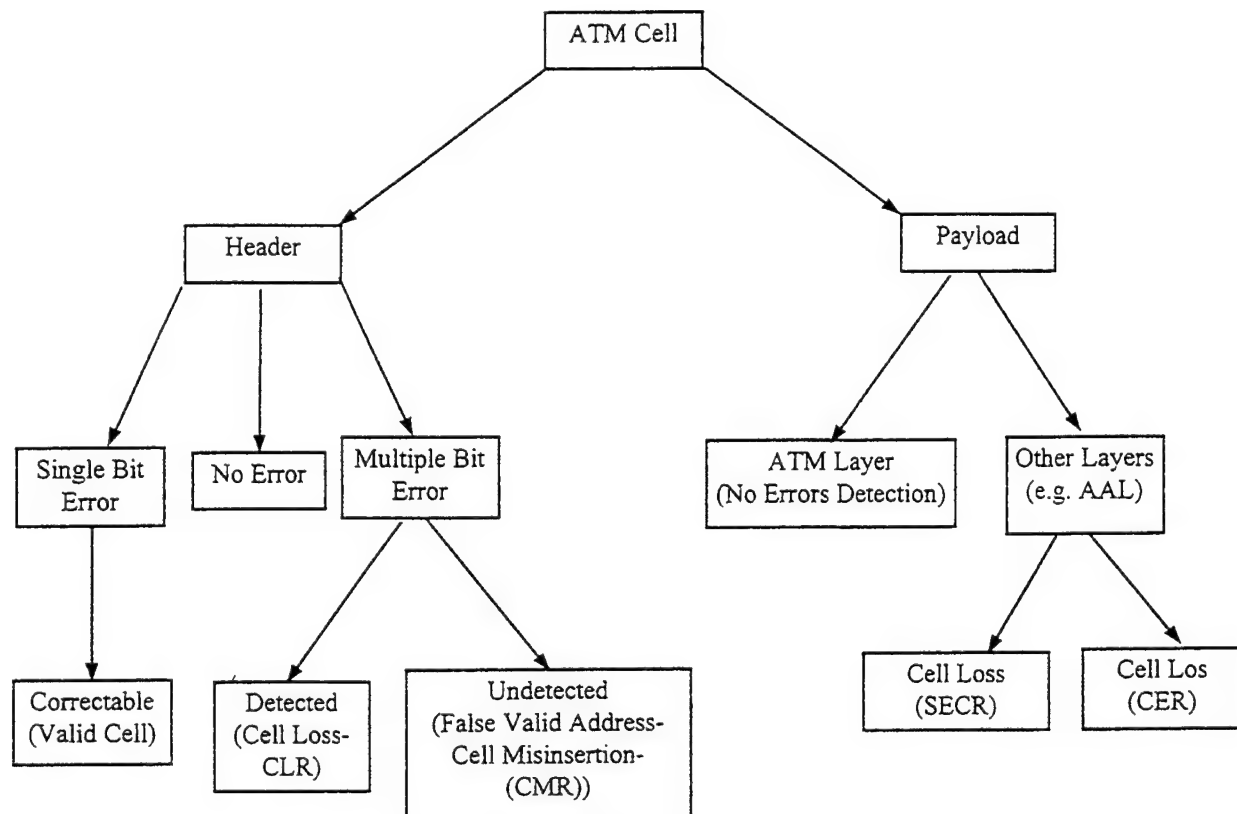 ATM Cell
Header
Payload
Single Bit
Error
No Error
Multiple Bit
Error
ATM Layer
(No Errors Detection)
Other Layers
(e.g. AAL)
Correctable
(Valid Cell)
Detected
(Cell Loss-
CLR)
Undetected
(False Valid Address-
Cell Misinsertion-
(CMR))
Cell Loss
(SECR)
Cell Los
(CER)